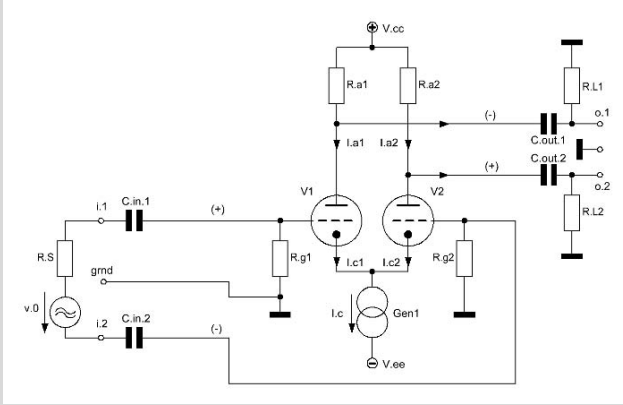 V.cc
R.a1
R.a2
R.L1
(-)
o.1
C.out.1
I.a1
I.a2
C.out.2
(+)
o.2
V1
V2
i.1
C.in.1
(+)
R.L2
R.S
grnd
R.g1
I.c1
I.c2
R.g2
v.0
I.c
Gen1
i.2
C.in.2
(-)
V.ee